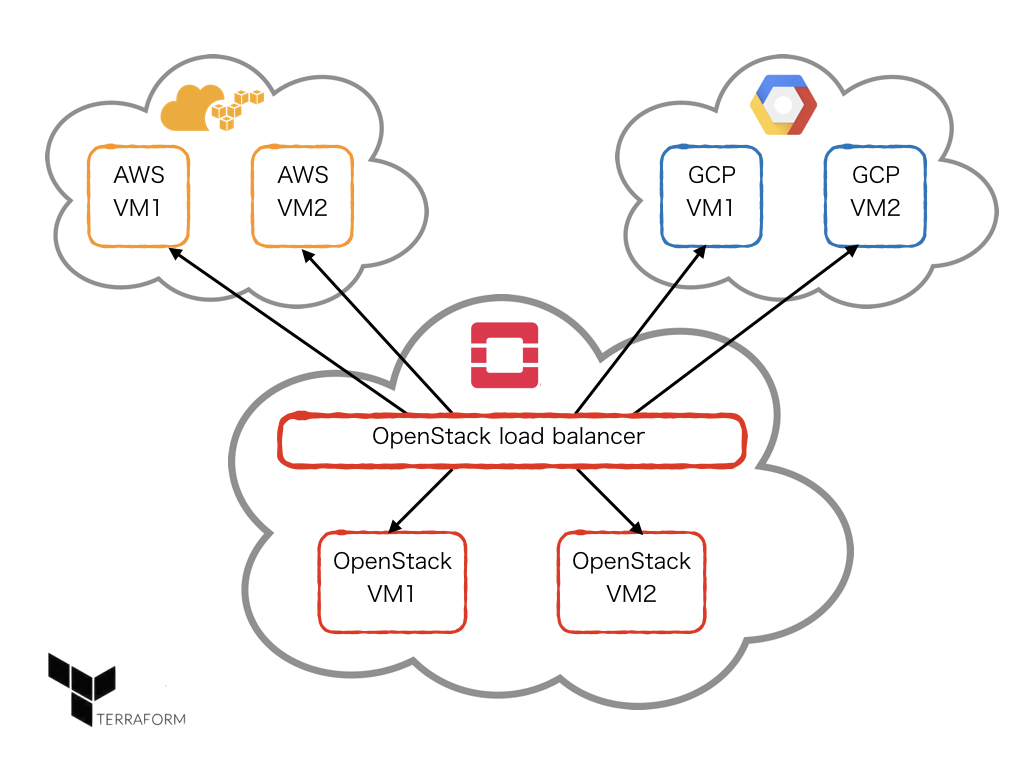 AWS
VM1
AWS
VM2
GCP
VM1
GCP
VM2
OpenStack load balancer
OpenStack
VM1
OpenStack
VM2
TERRAFORM